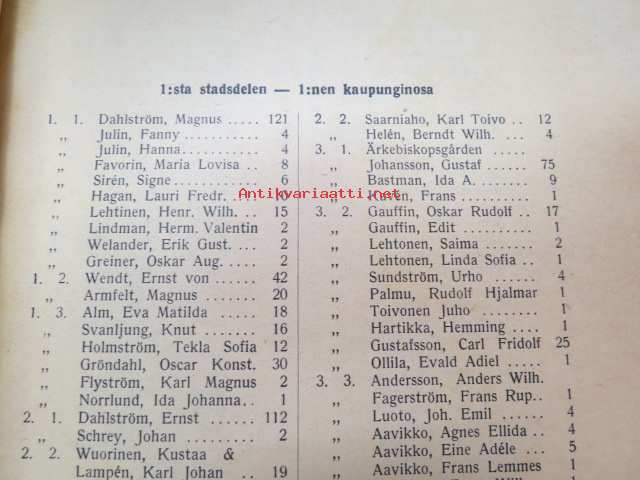 1:sta stadsdelen — 1:nen kaupunginosa
1. 1. Dahlström, Magnus ..... 121
„ Julin, Fanny ........... 4
„ Julin, Hanna ........... 4
„ Favorin, Maria Lovisa .. 8
„ Sirén, Signe ........... 6
„ Hagan, Lauri Fredr.
„ Lehtinen, Henr. Wilh. .. 15
„ Lindman, Herm. Valentin 2
„ Welander, Erik Gust. ... 2
„ Greiner, Oskar Aug. .... 2
1. 2. Wendt, Ernst von ....... 42
„ Armfelt, Magnus ........ 20
1. 3. Alm, Eva Matilda ...... 18
„ Svanljung, Knut ........ 16
„ Holmström, Tekla Sofia 12
„ Gröndahl, Oscar Konst. 30
„ Flyström, Karl Magnus 2
„ Norrlund, Ida Johanna.. 1
2. 1. Dahlström, Ernst ...... 112
„ Schrey, Johan .......... 2
2. 2. Wuorinen, Kustaa &
Lampén, Karl Johan .. 19
2. 2. Saarniaho, Karl Toivo .. 12
„ Helén, Berndt Wilh. ... 4
3. 1. Ärkebiskopsgården .....
„ Johansson, Gustaf ..... 75
„ Bastman, Ida A. ....... 9
„ Kavén, Frans .......... 1
3. 2. Gauffin, Oskar Rudolf .. 17
„ Gauffin, Edit .......... 1
„ Lehtonen, Saima ....... 2
„ Lehtonen, Linda Sofia .. 1
„ Sundström, Urho ...... 4
„ Palmu, Rudolf Hjalmar 1
„ Toivonen Juho ......... 1
„ Hartikka, Hemming .... 1
„ Gustafsson, Carl Fridolf 25
„ Ollila, Evald Adiel ..... 1
3. 3. Andersson, Anders Wilh.
„ Fagerström, Frans Rup.. 1
„ Luoto, Joh. Emil ...... 4
„ Aavikko, Agnes Ellida .. 4
„ Aavikko, Eine Adéle ... 5
„ Aavikko, Frans Lemmes 1
Antikvariaatti.net